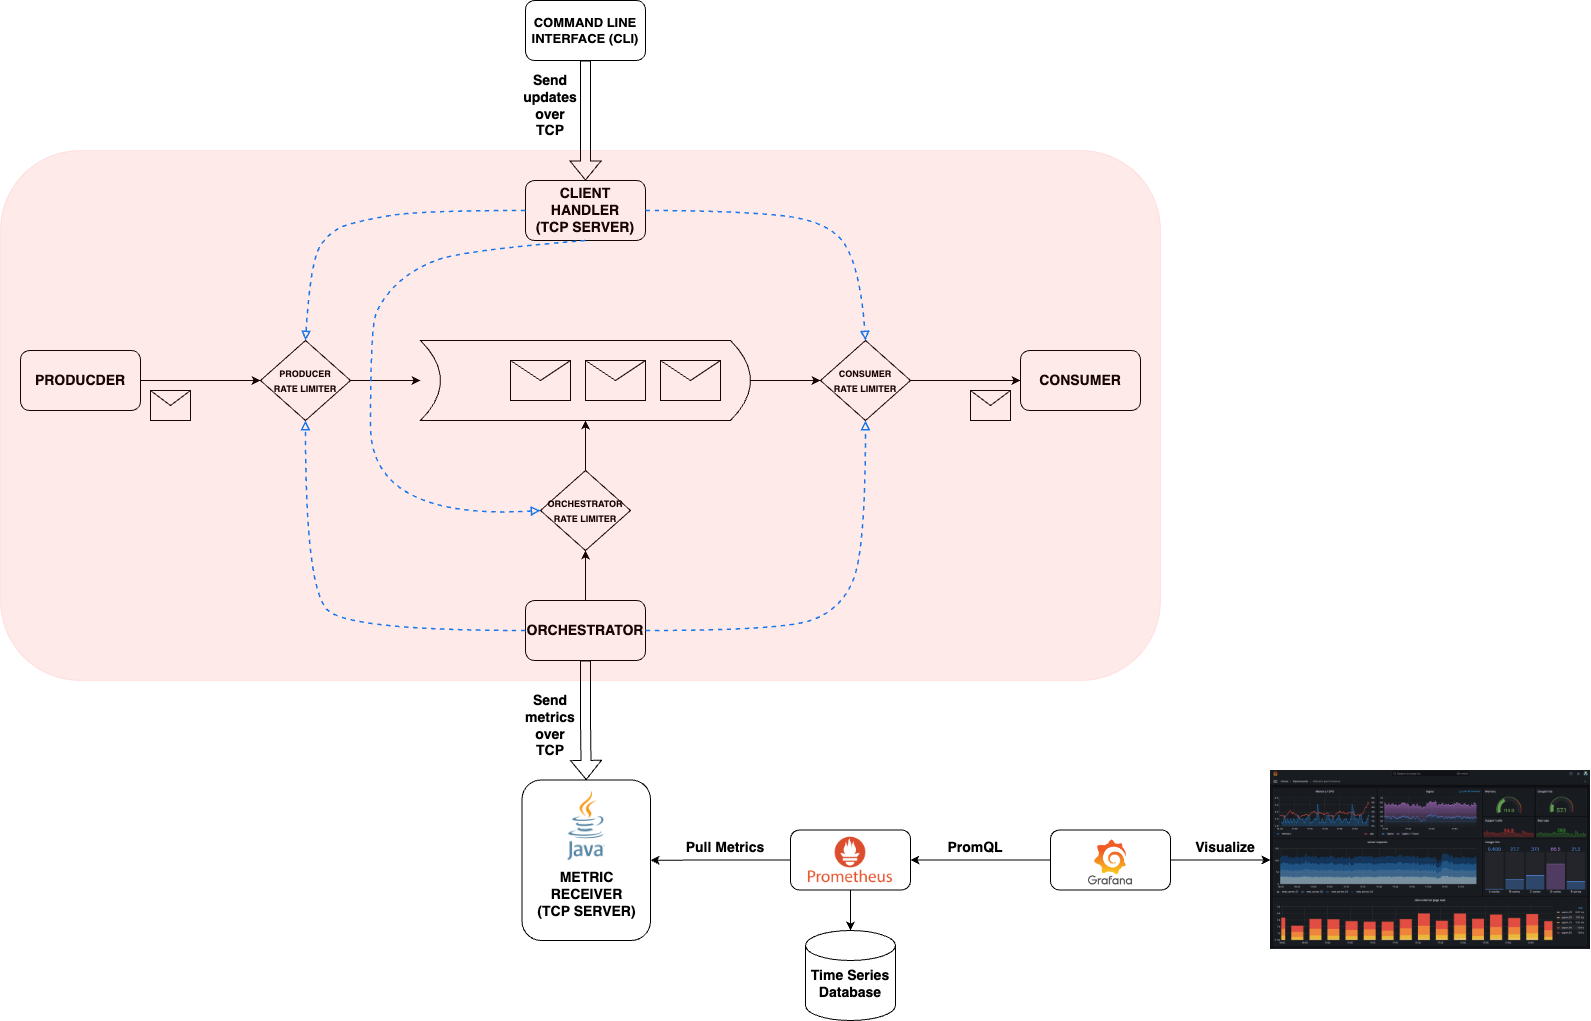 COMMAND LINE
INTERFACE (CLI)
Send
updates
over
TCP
CLIENT
HANDLER
(TCP SERVER)
PRODUCDER
PRODUCER
RATE LIMITER
CONSUMER
RATE LIMITER
CONSUMER
ORCHESTRATOR
RATE LIMITER
ORCHESTRATOR
Send
metrics
over
TCP
Java
METRIC
RECEIVER
(TCP SERVER)
Pull Metrics
Prometheus
PromQL
Grafana
Visualize
Time Series
Database